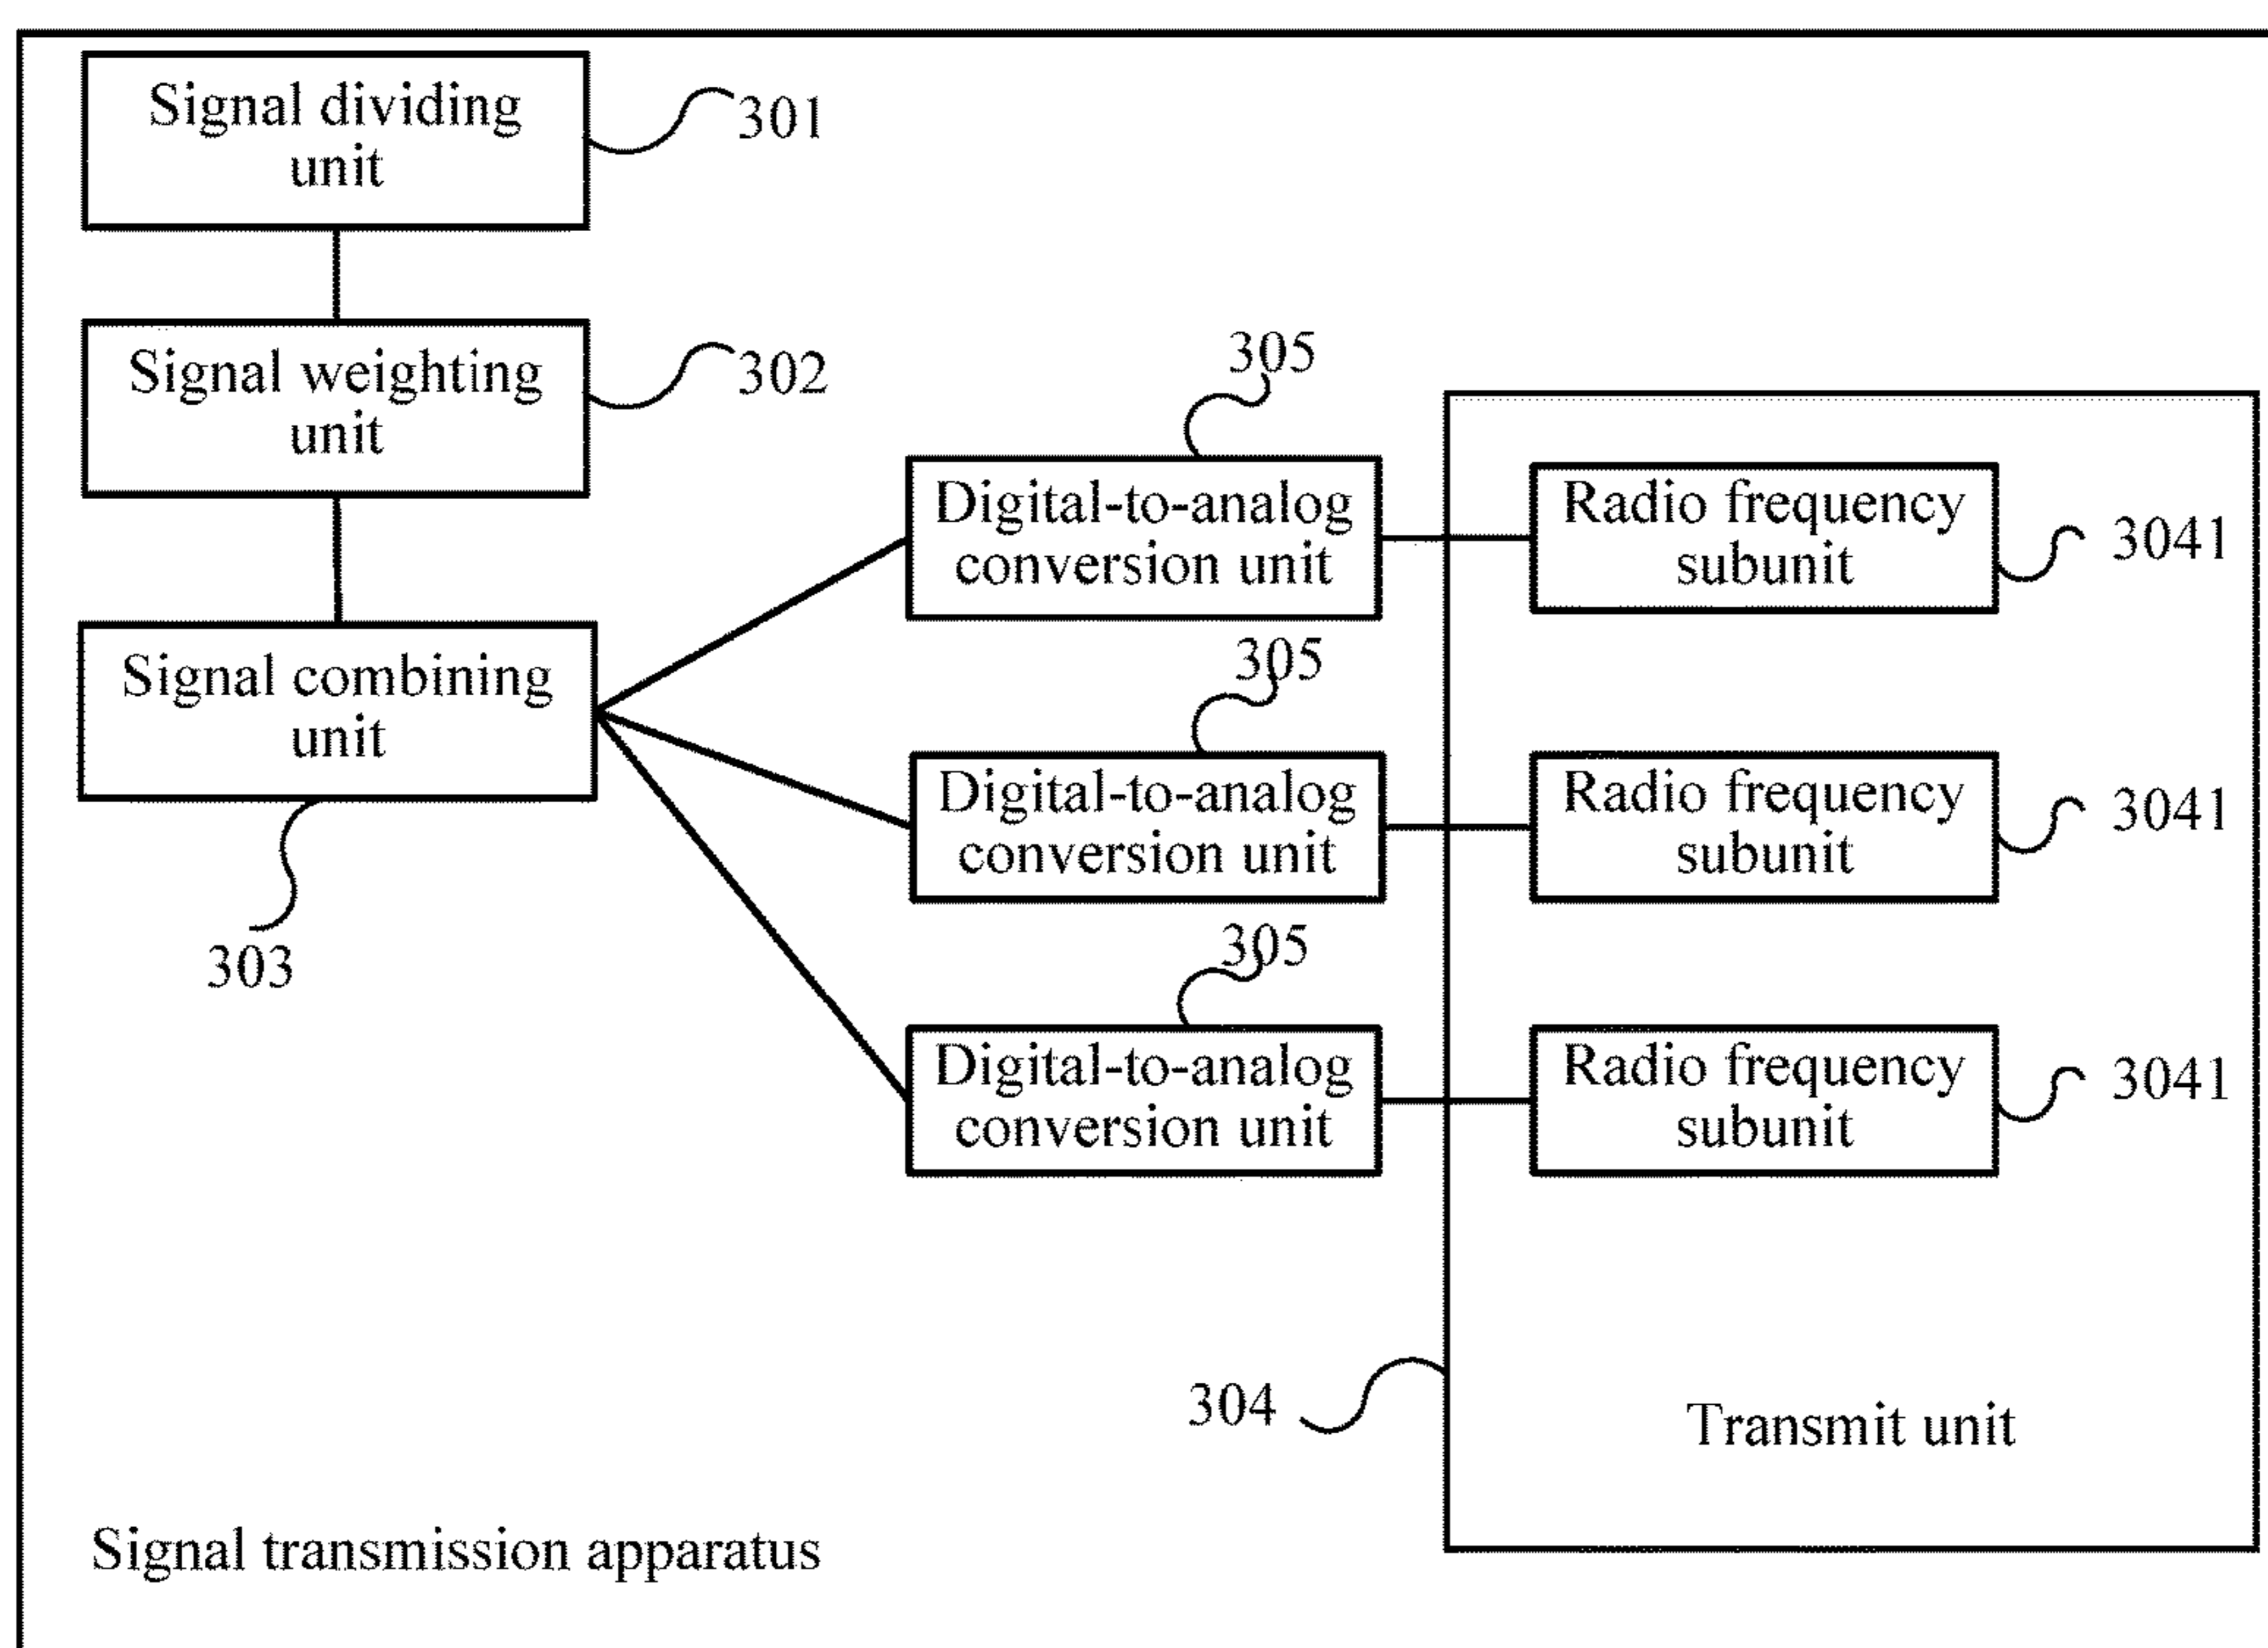 Signal dividing
unit
301
Signal weighting
unit
302
Signal combining
unit
303
305
Digital-to-analog
conversion unit
Radio frequency
subunit
3041
305
Digital-to-analog
conversion unit
Radio frequency
subunit
3041
305
Digital-to-analog
conversion unit
Radio frequency
subunit
3041
304
Transmit unit
Signal transmission apparatus